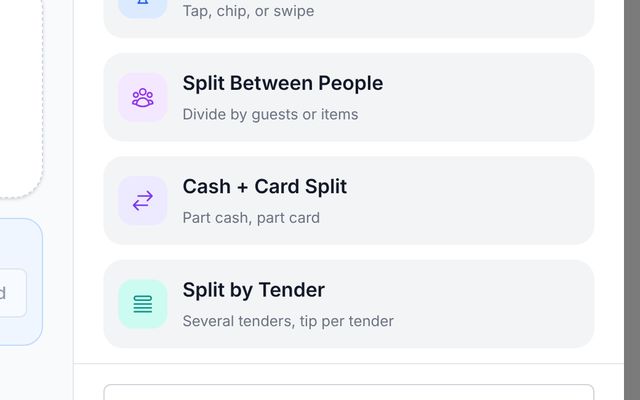 Tap, chip, or swipe
Split Between People
Divide by guests or items
Cash + Card Split
Part cash, part card
Split by Tender
Several tenders, tip per tender